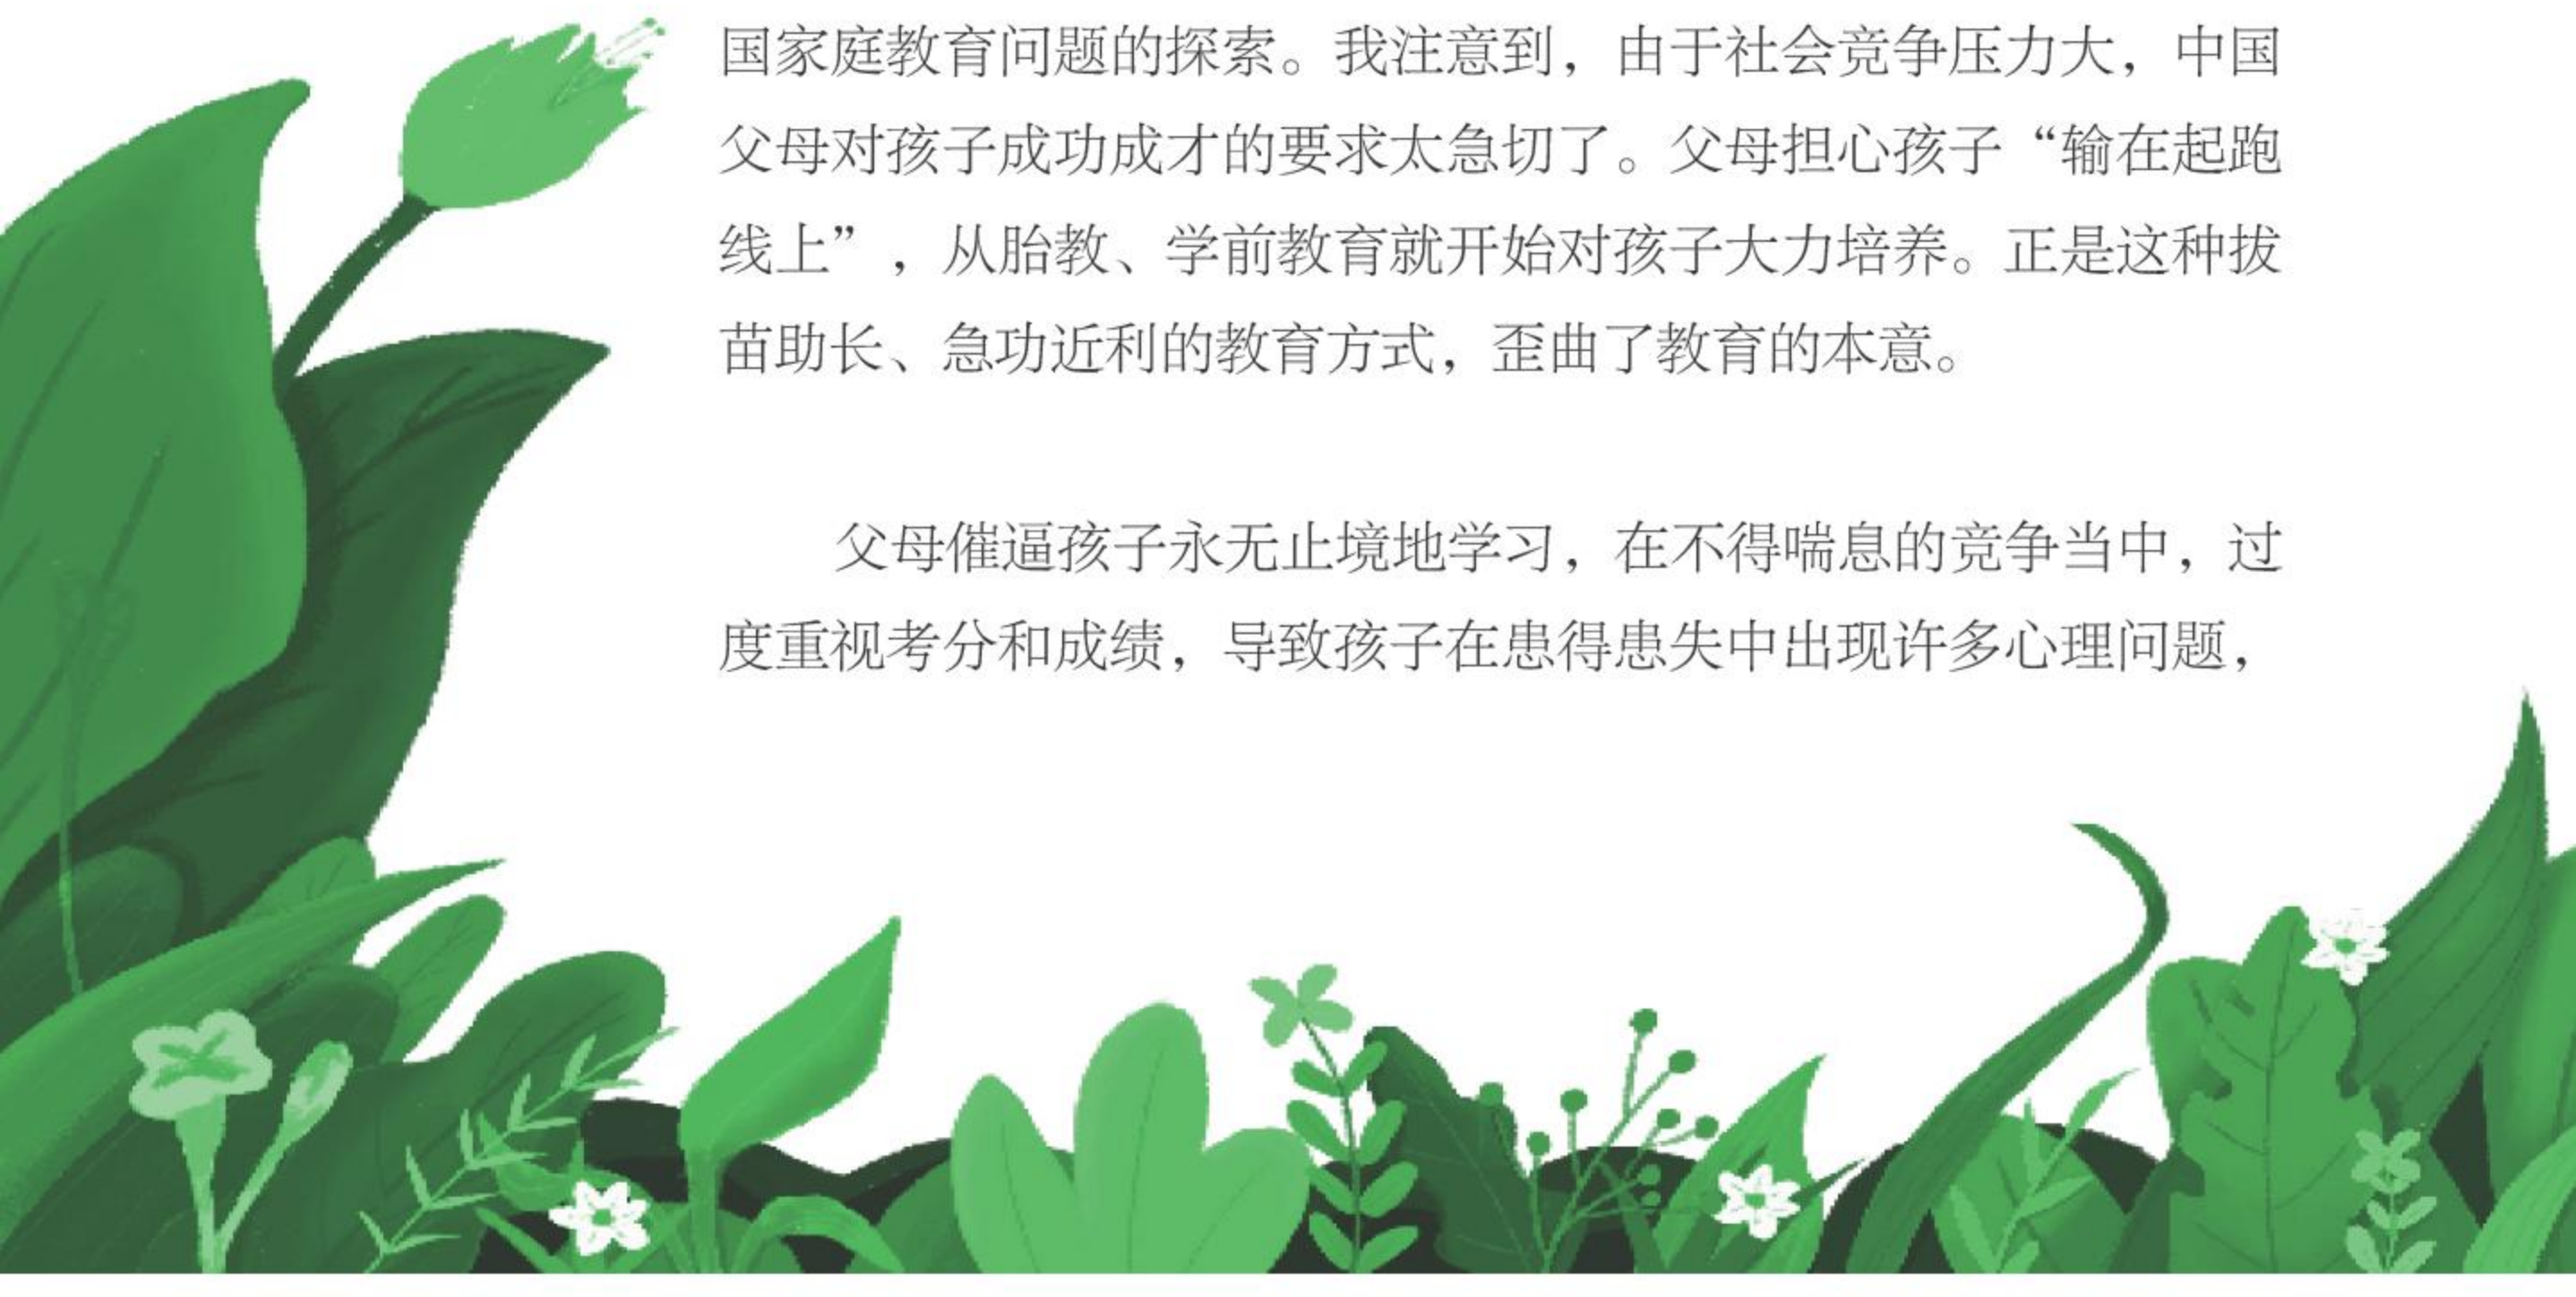 国家庭教育问题的探索。我注意到，由于社会竞争压力大，中国
父母对孩子成功成才的要求太急切了。父母担心孩子“输在起跑
线上”，从胎教、学前教育就开始对孩子大力培养。正是这种拔
苗助长、急功近利的教育方式，歪曲了教育的本意。
父母催逼孩子永无止境地学习，在不得喘息的竞争当中，过
度重视考分和成绩，导致孩子在患得患失中出现许多心理问题，